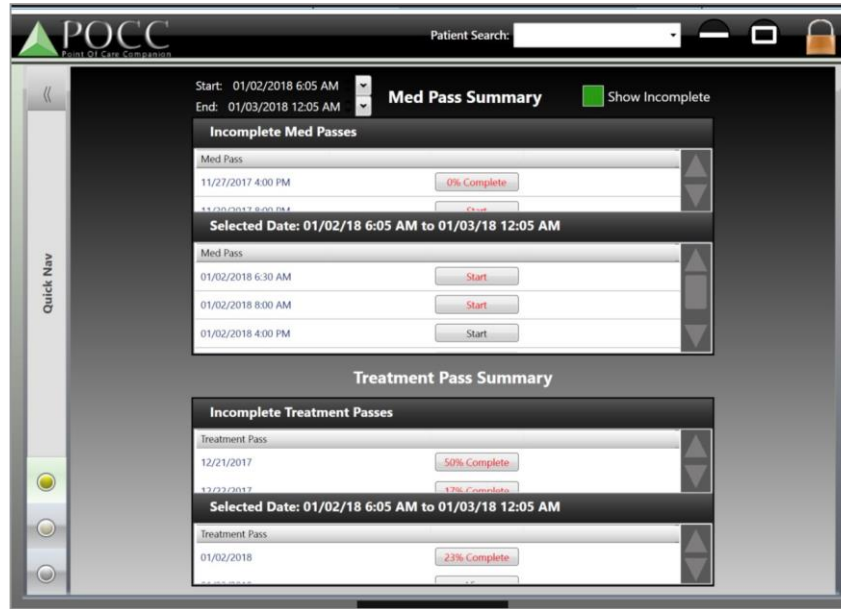 POCC
Point Of Care Companion
Patient Search:
Start: 01/02/2018 6:05 AM
End: 01/03/2018 12:05 AM
Med Pass Summary
Show Incomplete
Incomplete Med Passes
Med Pass
11/27/2017 4:00 PM 0% Complete
Start
Selected Date: 01/02/18 6:05 AM to 01/03/18 12:05 AM
Med Pass
01/02/2018 6:30 AM Start
01/02/2018 8:00 AM Start
01/02/2018 4:00 PM Start
Quick Nav
Treatment Pass Summary
Incomplete Treatment Passes
Treatment Pass
12/21/2017 50% Complete
12/22/2017 17% Complete
Selected Date: 01/02/18 6:05 AM to 01/03/18 12:05 AM
Treatment Pass
01/02/2018 23% Complete